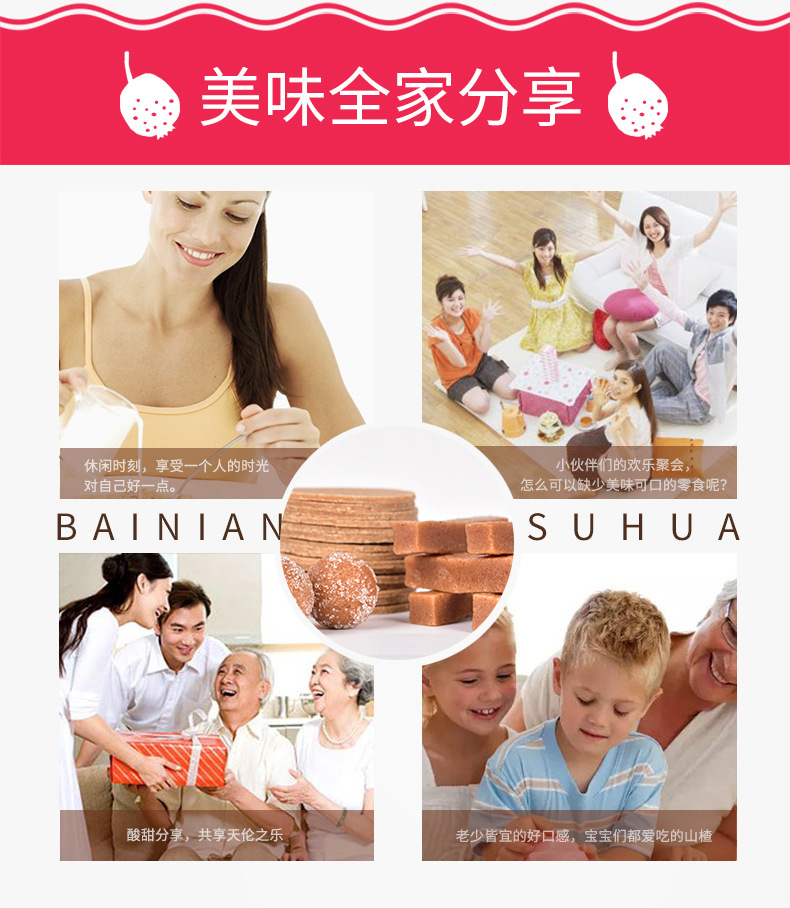 美味全家分享
休闲时刻，享受一个人的时光
对自己好一点。
小伙伴们的欢乐聚会，
怎么可以缺少美味可口的零食呢？
BAINIAN SUHUA
酸甜分享，共享天伦之乐
老少皆宜的好口感，宝宝们都爱吃的山楂